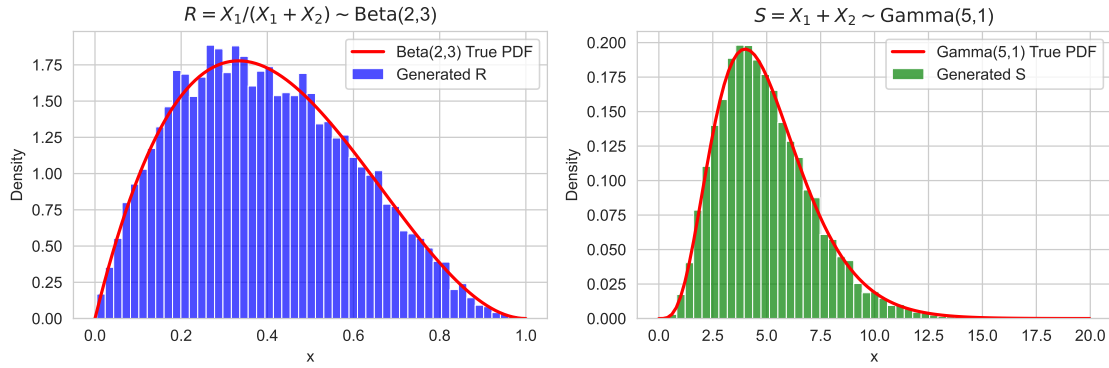 R = X₁/(X₁ + X₂) ~ Beta(2,3)
Beta(2,3) True PDF
Generated R
Density
1.75
1.50
1.25
1.00
0.75
0.50
0.25
0.00
0.0 0.2 0.4 0.6 0.8 1.0
x
S = X₁ + X₂ ~ Gamma(5,1)
Gamma(5,1) True PDF
Generated S
Density
0.200
0.175
0.150
0.125
0.100
0.075
0.050
0.025
0.000
0.0 2.5 5.0 7.5 10.0 12.5 15.0 17.5 20.0
x